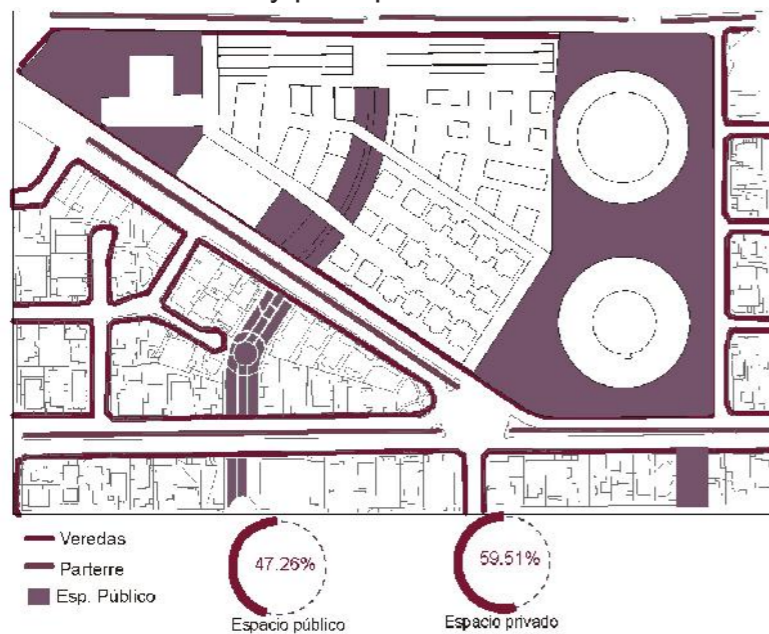 Veredas
Parterre
Esp. Público
47.26%
Espacio público
59.51%
Espacio privado